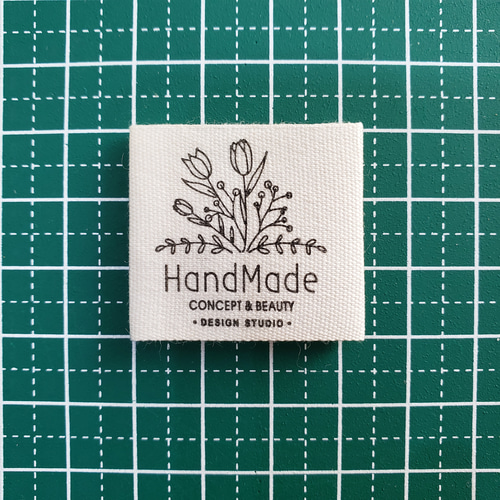 HandMade
CONCEPT & BEAUTY
• DESIGN STUDIO •